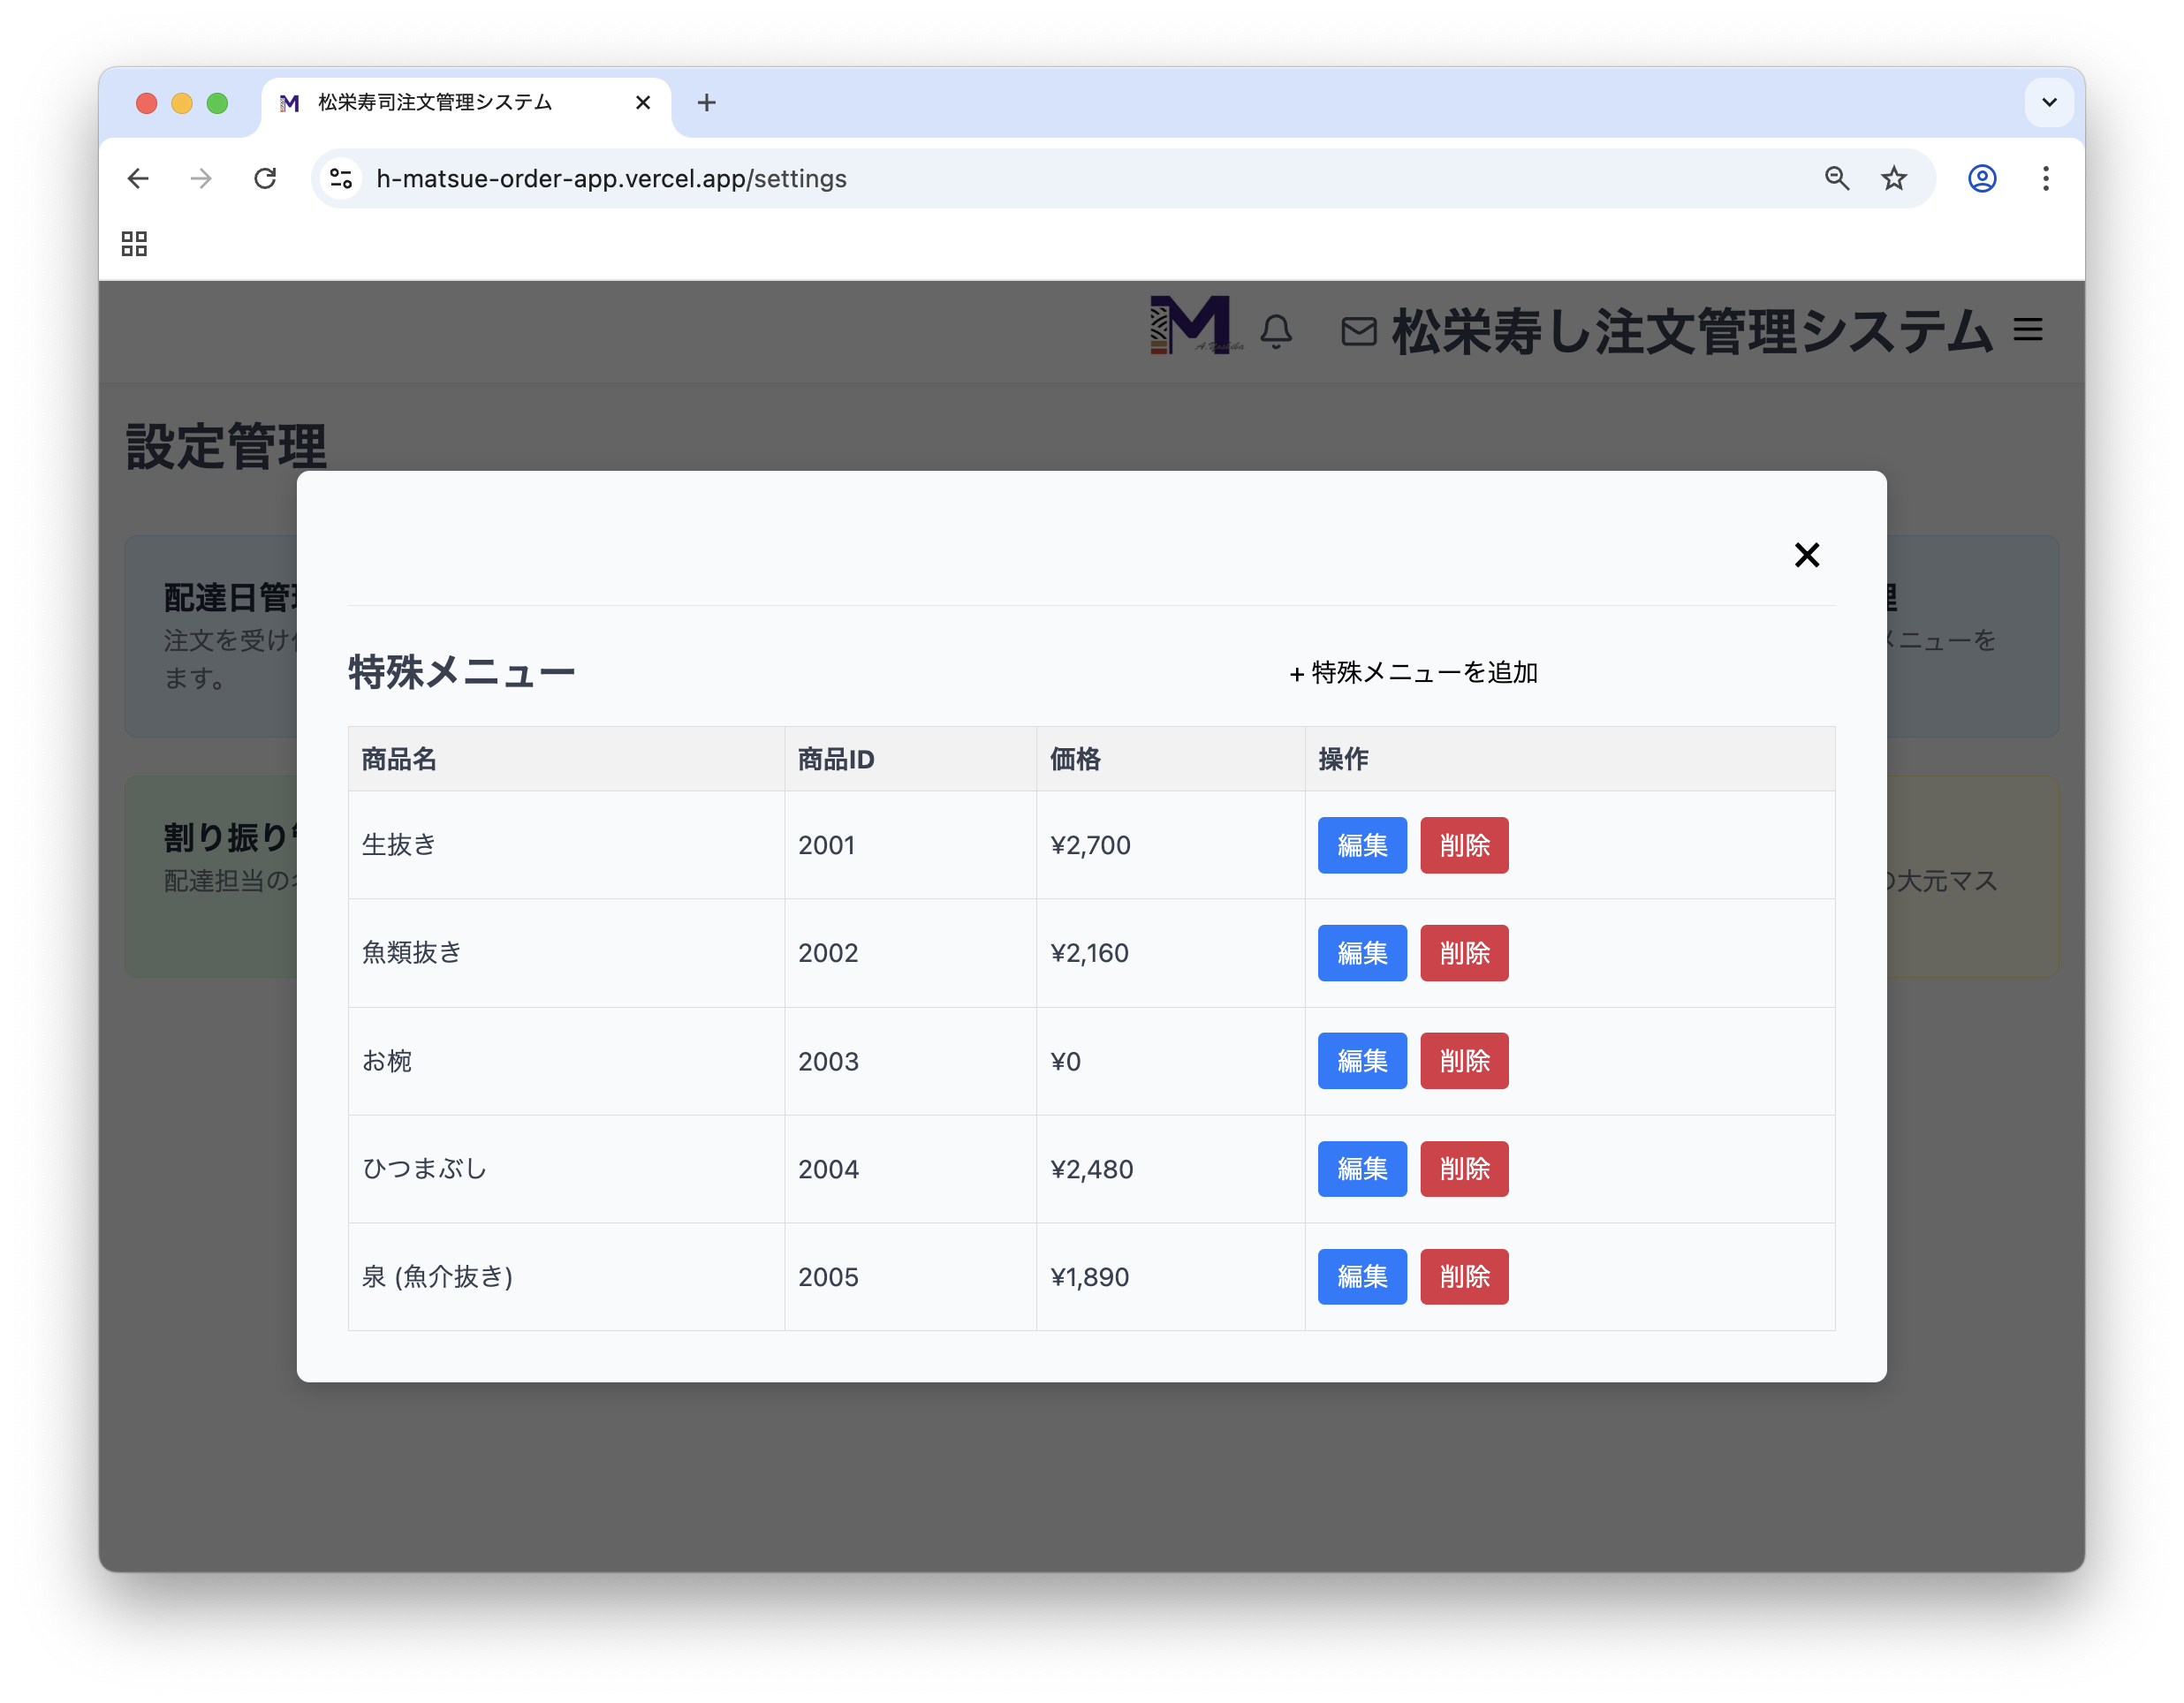 松栄寿司注文管理システム
h-matsue-order-app.vercel.app/settings
M
A.Yoshiba
松栄寿し注文管理システム
設定管理
配達日管理
注文を受け付
メニューを
ます。
特殊メニュー
+ 特殊メニューを追加
商品名 商品ID 価格 操作
生抜き 2001 ¥2,700 編集 削除
魚類抜き 2002 ¥2,160 編集 削除
お椀 2003 ¥0 編集 削除
ひつまぶし 2004 ¥2,480 編集 削除
泉 (魚介抜き) 2005 ¥1,890 編集 削除
割り振り
配達担当の
の大元マス